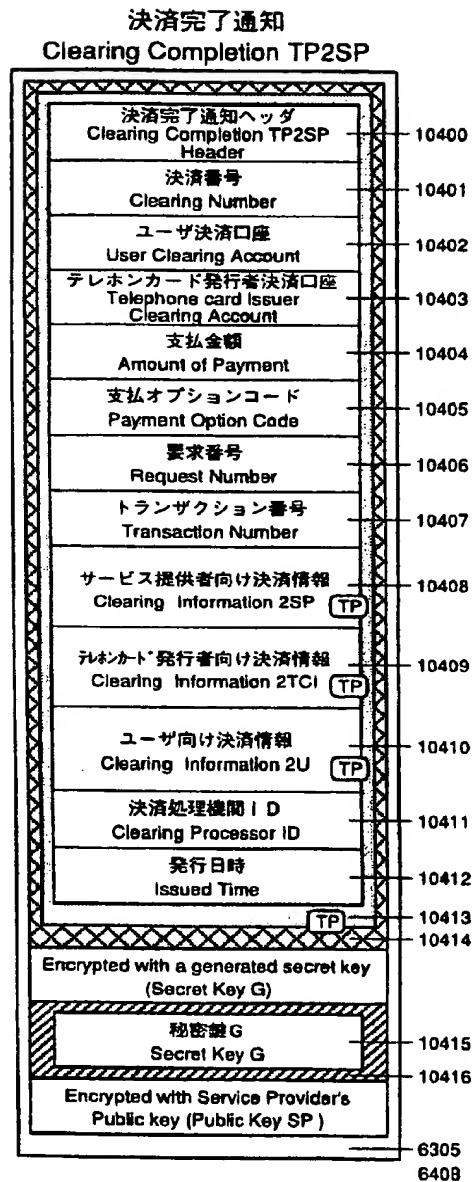 決済完了通知
Clearing Completion TP2SP
決済完了通知ヘッダ
Clearing Completion TP2SP
Header
10400
決済番号
Clearing Number
10401
ユーザ決済口座
User Clearing Account
10402
テレホンカード発行者決済口座
Telephone card Issuer
Clearing Account
10403
支払金額
Amount of Payment
10404
支払オプションコード
Payment Option Code
10405
要求番号
Request Number
10406
トランザクション番号
Transaction Number
10407
サービス提供者向け決済情報
Clearing Information 2SP
TP
10408
テレホンカード発行者向け決済情報
Clearing Information 2TCI
TP
10409
ユーザ向け決済情報
Clearing Information 2U
TP
10410
決済処理機関ID
Clearing Processor ID
10411
発行日時
Issued Time
10412
TP
10413
10414
Encrypted with a generated secret key
(Secret Key G)
秘密鍵G
Secret Key G
10415
10416
Encrypted with Service Provider's
Public key (Public Key SP )
6305
6408